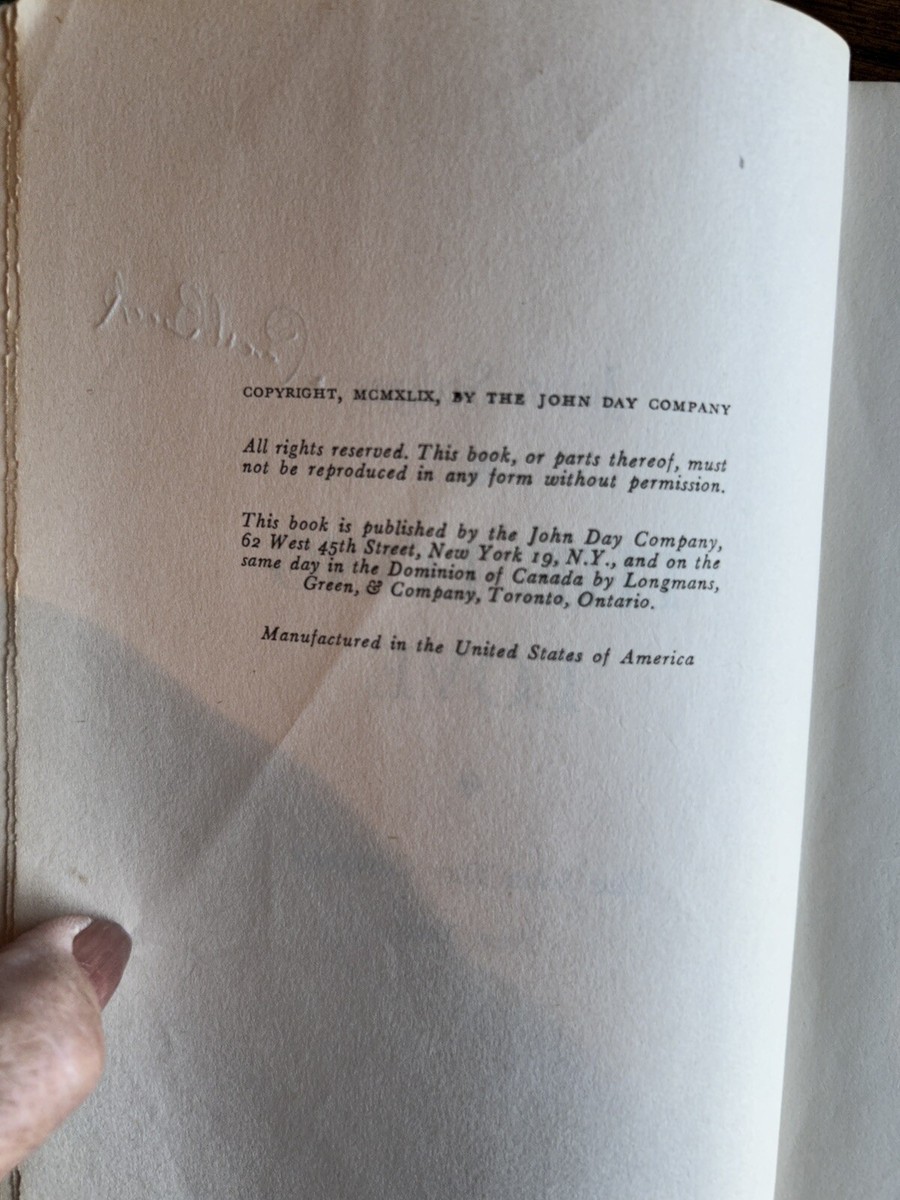 COPYRIGHT, MCMXLIX, BY THE JOHN DAY COMPANY
All rights reserved. This book, or parts thereof, must
not be reproduced in any form without permission.
This book is published by the John Day Company,
62 West 45th Street, New York 19, N.Y., and on the
same day in the Dominion of Canada by Longmans,
Green, & Company, Toronto, Ontario.
Manufactured in the United States of America